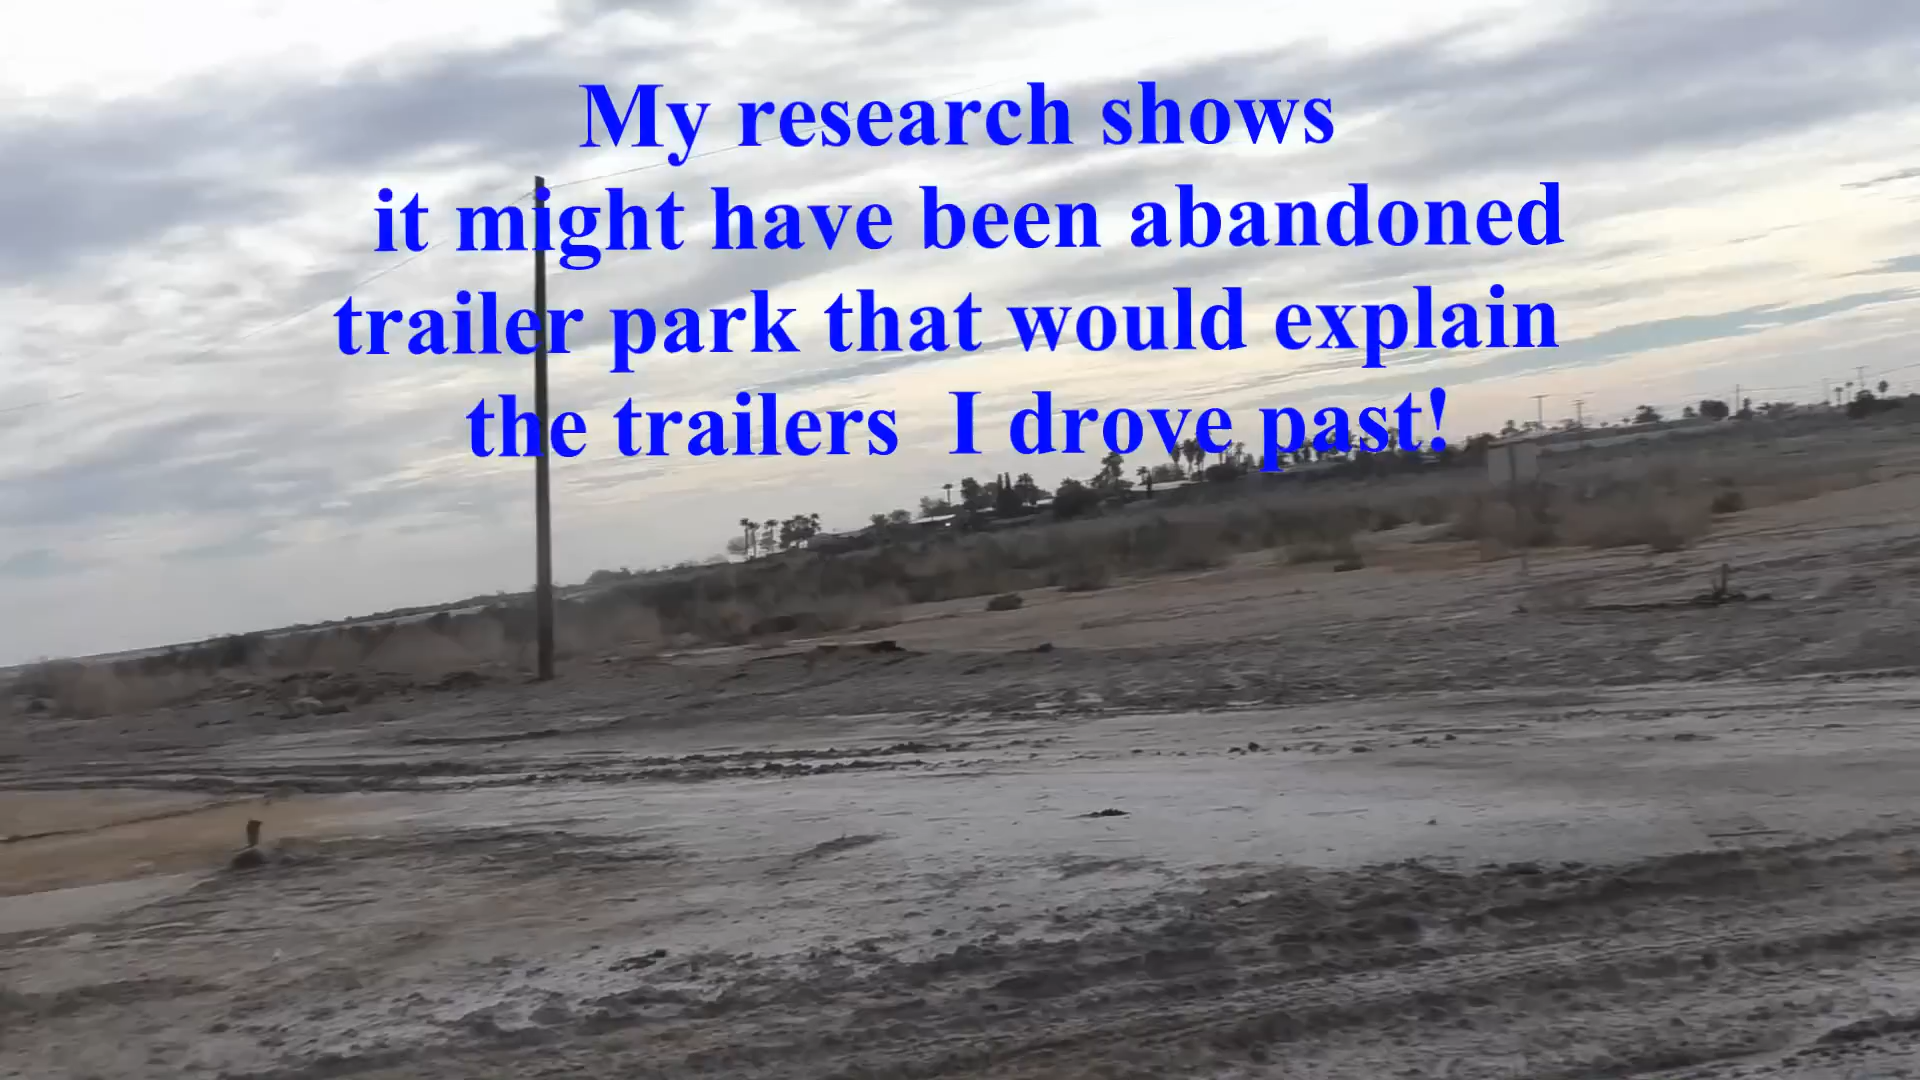 My research shows
it might have been abandoned
trailer park that would explain
the trailers  I drove past!